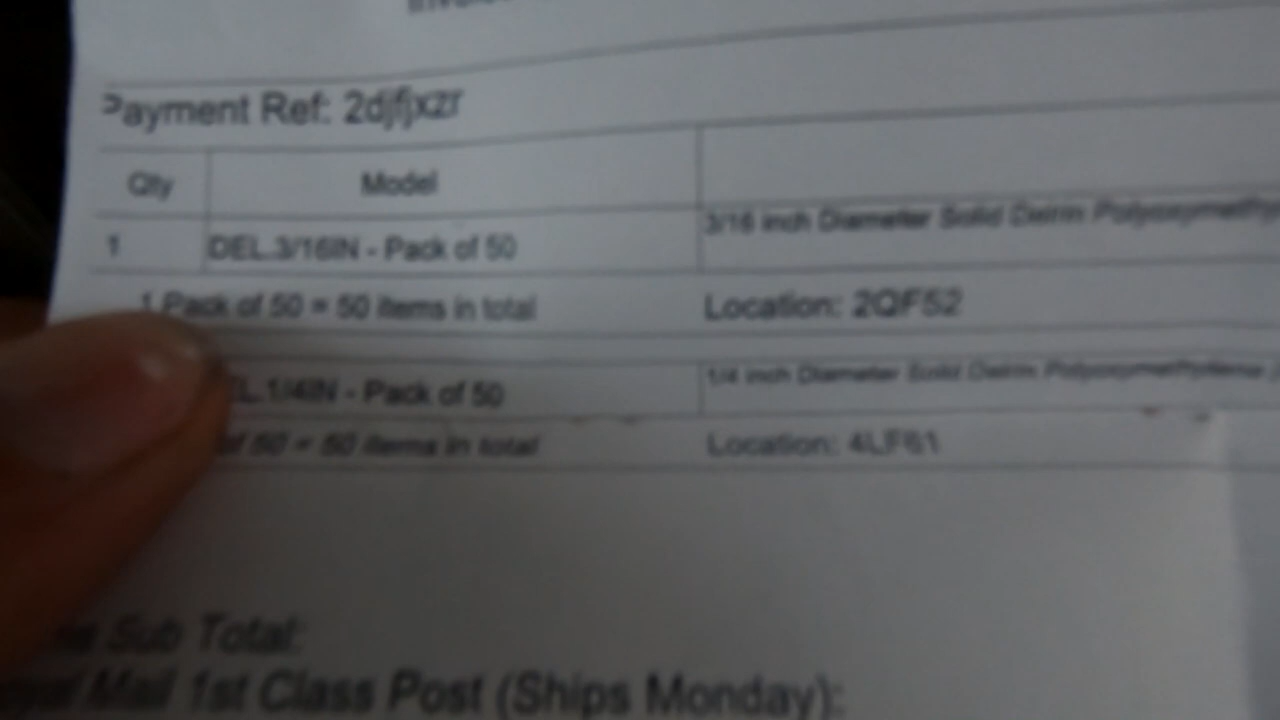 Payment Ref: 2djfjxzr
Qty Model
3/16 inch Diameter Solid Delrin
1 DEL.3/16IN - Pack of 50
1 Pack of 50 = 50 items in total Location: 2QF52
L.1/4IN - Pack of 50 1/4 inch Diameter Solid Delrin
of 50 = 50 items in total Location: 4LF61
Sub Total:
Mail 1st Class Post (Ships Monday):